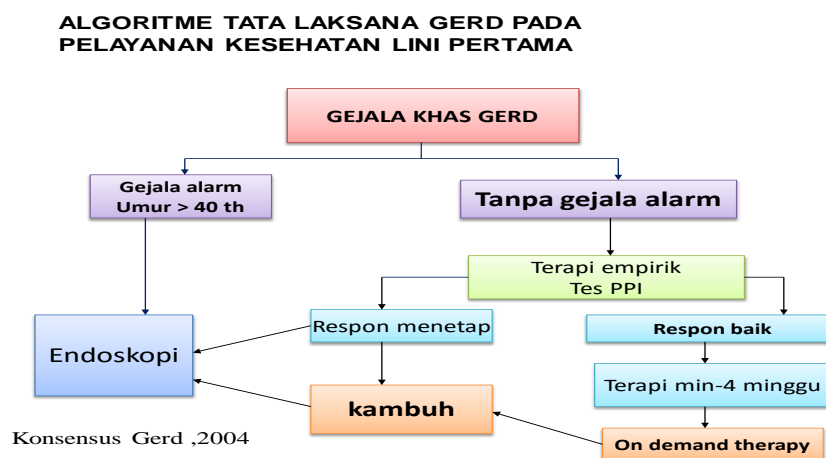 ALGORITME TATA LAKSANA GERD PADA
PELAYANAN KESEHATAN LINI PERTAMA
GEJALA KHAS GERD
Gejala alarm
Umur > 40 th
Tanpa gejala alarm
Terapi empirik
Tes PPI
Respon menetap
Respon baik
Endoskopi
Terapi min-4 minggu
kambuh
On demand therapy
Konsensus Gerd ,2004